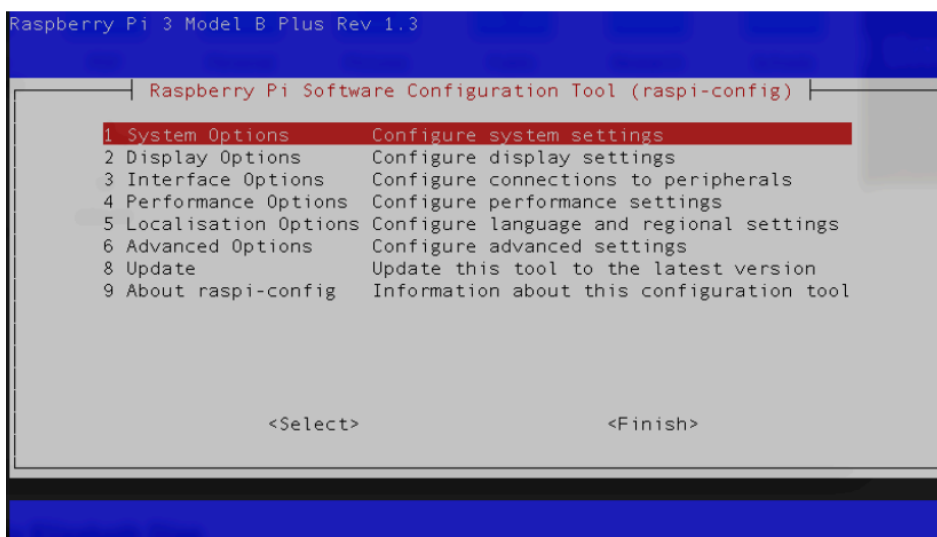 Raspberry Pi 3 Model B Plus Rev 1.3
Raspberry Pi Software Configuration Tool (raspi-config)
1 System Options Configure system settings
2 Display Options Configure display settings
3 Interface Options Configure connections to peripherals
4 Performance Options Configure performance settings
5 Localisation Options Configure language and regional settings
6 Advanced Options Configure advanced settings
8 Update Update this tool to the latest version
9 About raspi-config Information about this configuration tool
<Select> <Finish>